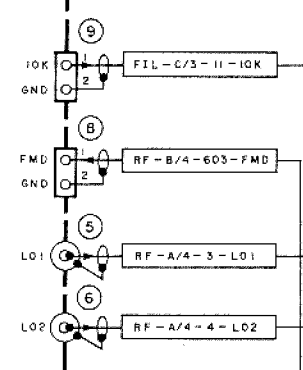 9
10K 1 FIL-C/3-11-10K
GND 2
8
FMD 1 RF-B/4-603-FMD
GND 2
5
LO1 RF-A/4-3-LO1
6
LO2 RF-A/4-4-LO2